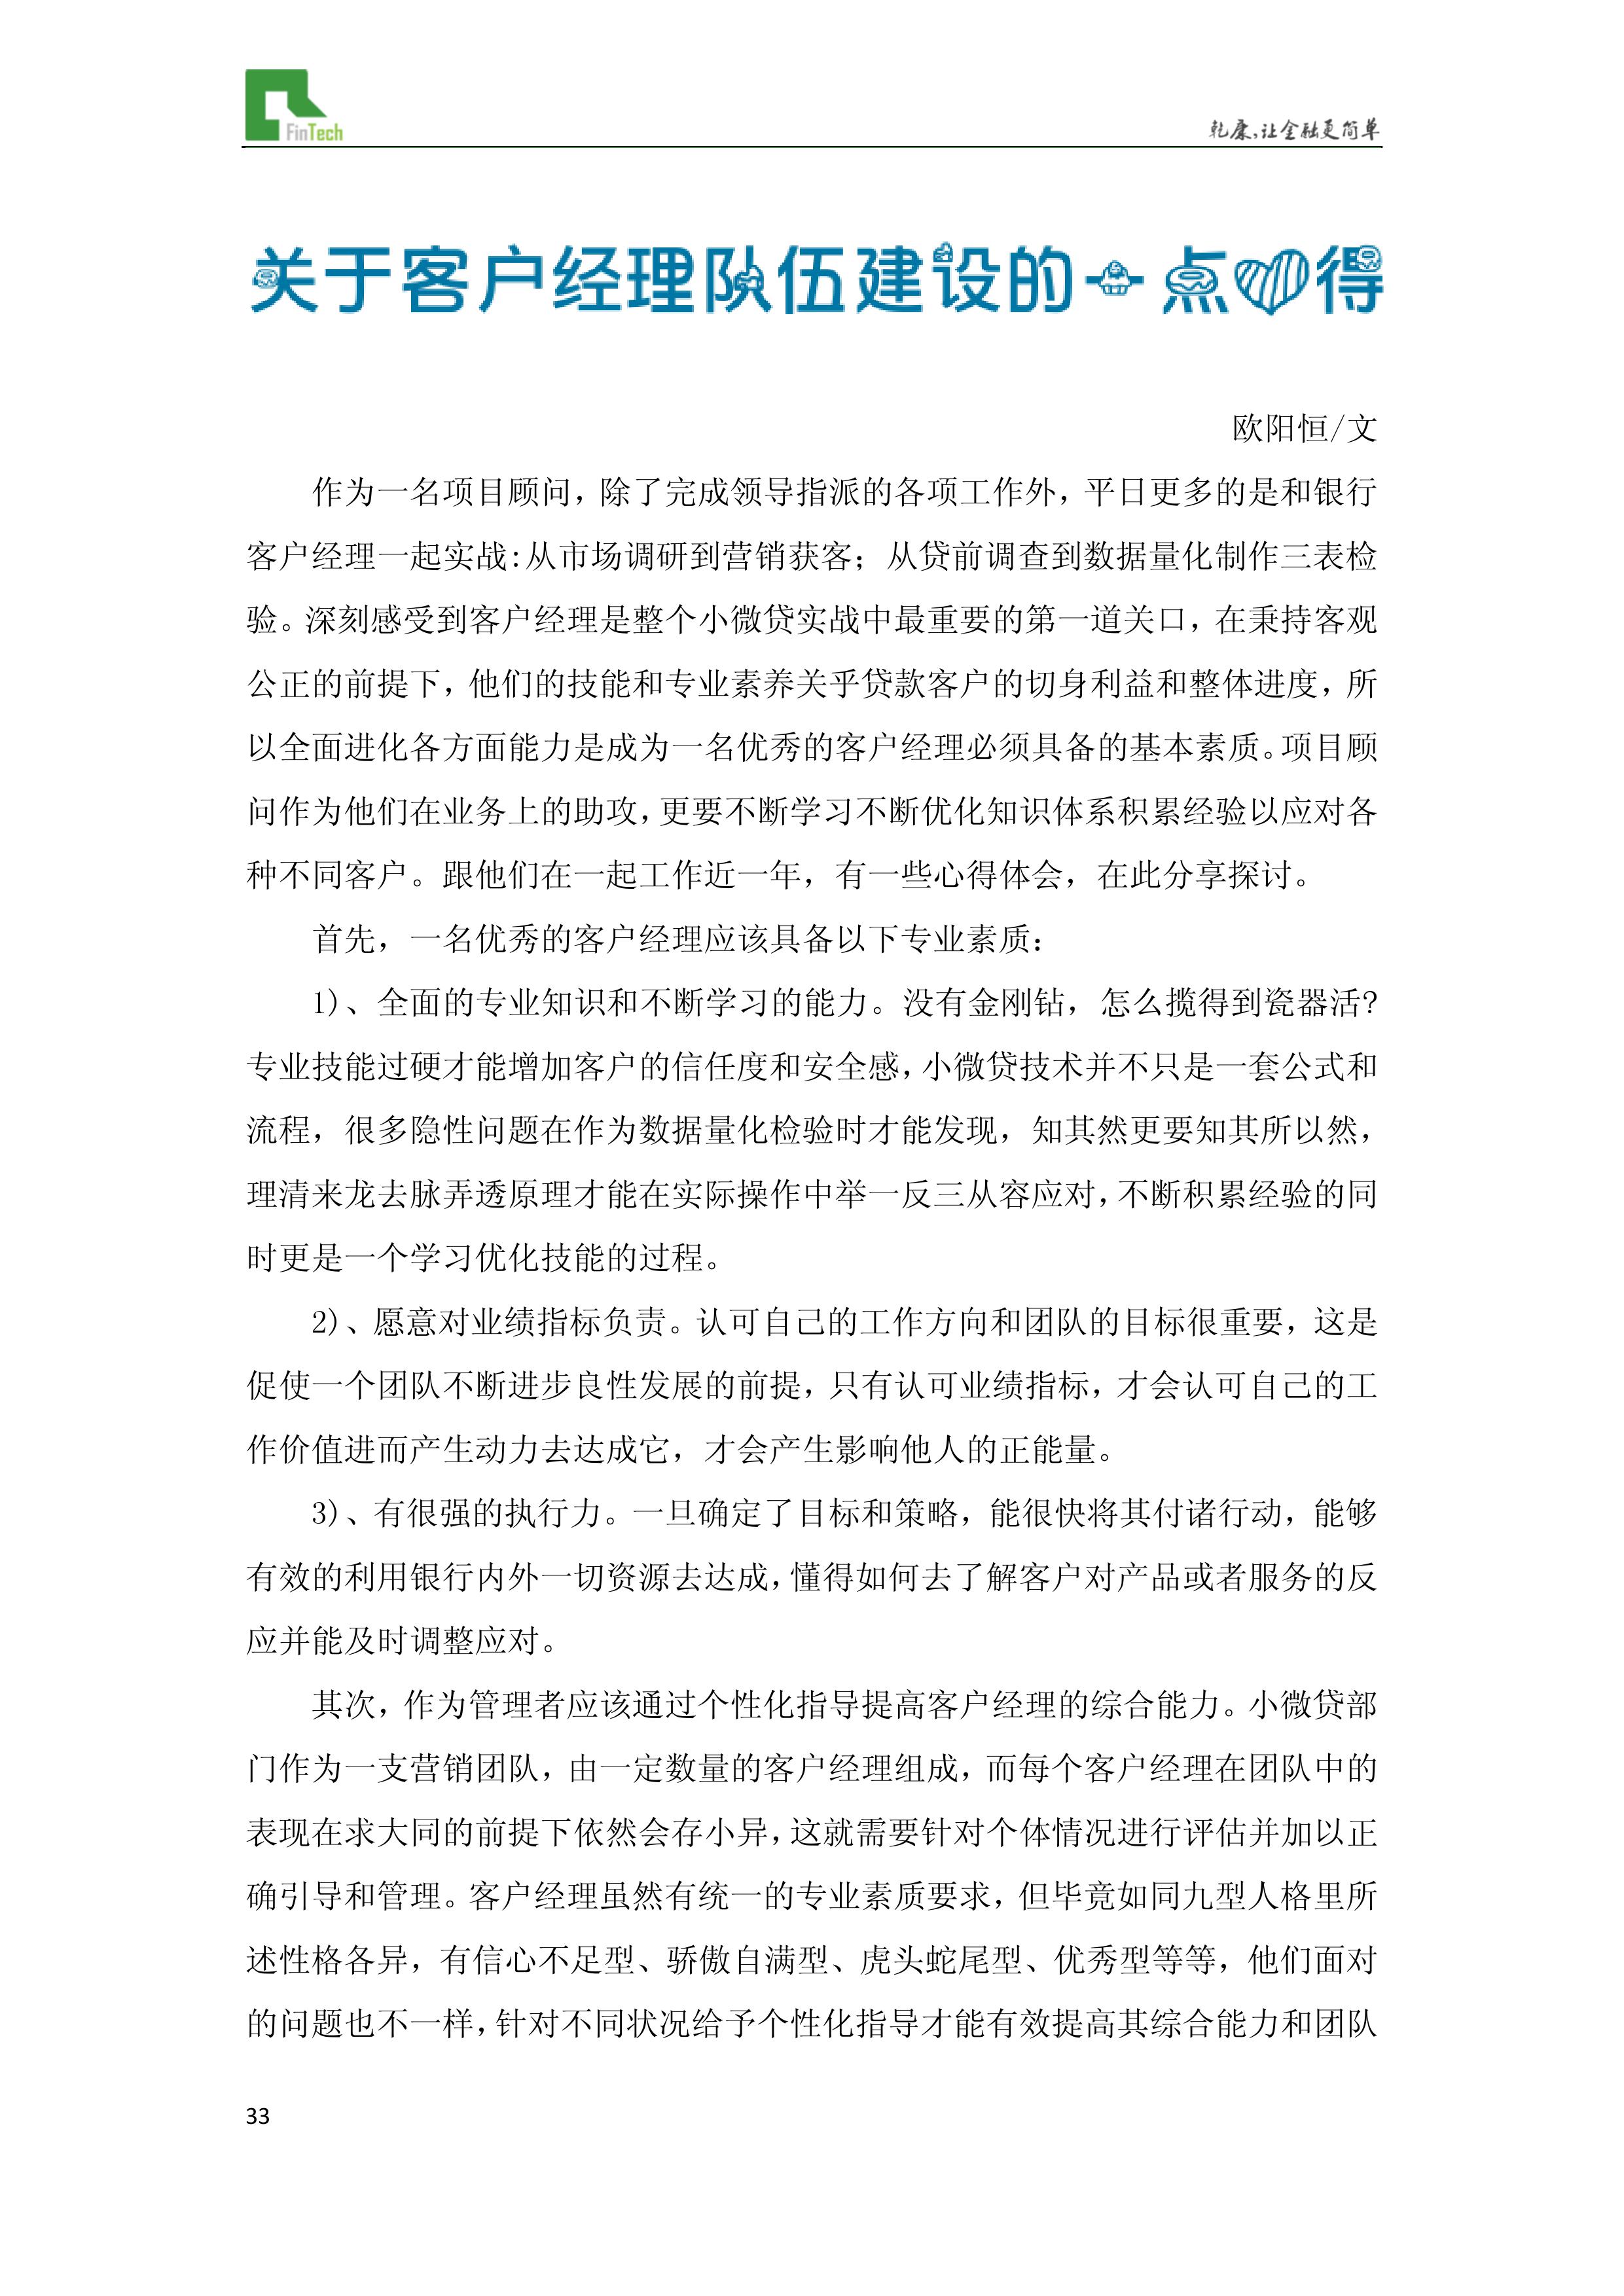 FinTech
乾康,让金融更简单
关于客户经理队伍建设的一点心得
欧阳恒/文
作为一名项目顾问，除了完成领导指派的各项工作外，平日更多的是和银行
客户经理一起实战:从市场调研到营销获客；从贷前调查到数据量化制作三表检
验。深刻感受到客户经理是整个小微贷实战中最重要的第一道关口，在秉持客观
公正的前提下，他们的技能和专业素养关乎贷款客户的切身利益和整体进度，所
以全面进化各方面能力是成为一名优秀的客户经理必须具备的基本素质。项目顾
问作为他们在业务上的助攻，更要不断学习不断优化知识体系积累经验以应对各
种不同客户。跟他们在一起工作近一年，有一些心得体会，在此分享探讨。
首先，一名优秀的客户经理应该具备以下专业素质：
1)、全面的专业知识和不断学习的能力。没有金刚钻，怎么揽得到瓷器活?
专业技能过硬才能增加客户的信任度和安全感，小微贷技术并不只是一套公式和
流程，很多隐性问题在作为数据量化检验时才能发现，知其然更要知其所以然，
理清来龙去脉弄透原理才能在实际操作中举一反三从容应对，不断积累经验的同
时更是一个学习优化技能的过程。
2)、愿意对业绩指标负责。认可自己的工作方向和团队的目标很重要，这是
促使一个团队不断进步良性发展的前提，只有认可业绩指标，才会认可自己的工
作价值进而产生动力去达成它，才会产生影响他人的正能量。
3)、有很强的执行力。一旦确定了目标和策略，能很快将其付诸行动，能够
有效的利用银行内外一切资源去达成，懂得如何去了解客户对产品或者服务的反
应并能及时调整应对。
其次，作为管理者应该通过个性化指导提高客户经理的综合能力。小微贷部
门作为一支营销团队，由一定数量的客户经理组成，而每个客户经理在团队中的
表现在求大同的前提下依然会存小异，这就需要针对个体情况进行评估并加以正
确引导和管理。客户经理虽然有统一的专业素质要求，但毕竟如同九型人格里所
述性格各异，有信心不足型、骄傲自满型、虎头蛇尾型、优秀型等等，他们面对
的问题也不一样，针对不同状况给予个性化指导才能有效提高其综合能力和团队
33